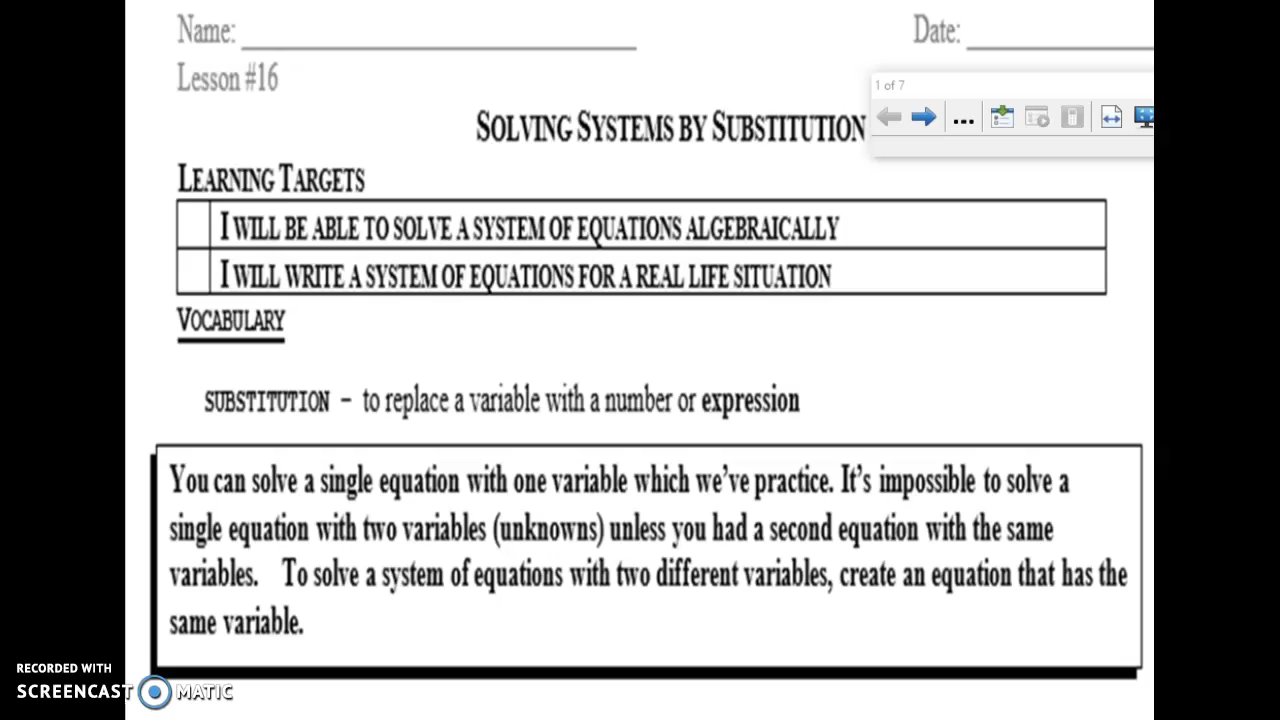 Name: ____________________ Date: __________
Lesson #16
1 of 7
SOLVING SYSTEMS BY SUBSTITUTION
LEARNING TARGETS
I WILL BE ABLE TO SOLVE A SYSTEM OF EQUATIONS ALGEBRAICALLY
I WILL WRITE A SYSTEM OF EQUATIONS FOR A REAL LIFE SITUATION
VOCABULARY
SUBSTITUTION – to replace a variable with a number or expression
You can solve a single equation with one variable which we've practice. It's impossible to solve a
single equation with two variables (unknowns) unless you had a second equation with the same
variables. To solve a system of equations with two different variables, create an equation that has the
same variable.
RECORDED WITH
SCREENCAST MATIC